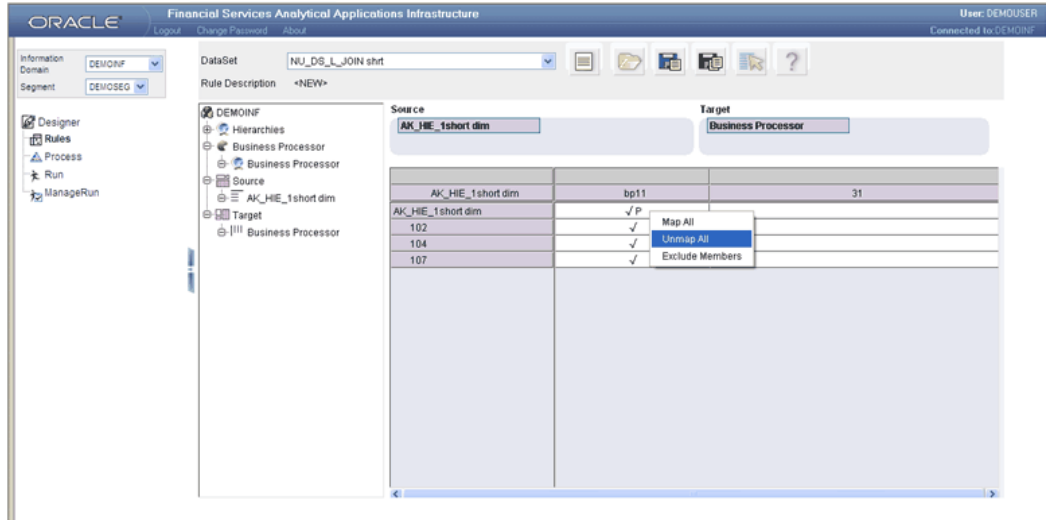 ORACLE
Financial Services Analytical Applications Infrastructure
User: DEMOUSER
Logout Change Password About
Connected to:DEMOINF
Information Domain
DEMOINF
Segment
DEMOSEG
Designer
Rules
Process
Run
ManageRun
DataSet
NU_DS_L_JOIN shrt
Rule Description
<NEW>
DEMOINF
Hierarchies
Business Processor
Business Processor
Source
AK_HIE_1short dim
Target
Business Processor
Source
Target
AK_HIE_1short dim
Business Processor
AK_HIE_1short dim bp11 31
AK_HIE_1short dim √ P
102 √
104 √
107 √
Map All
Unmap All
Exclude Members